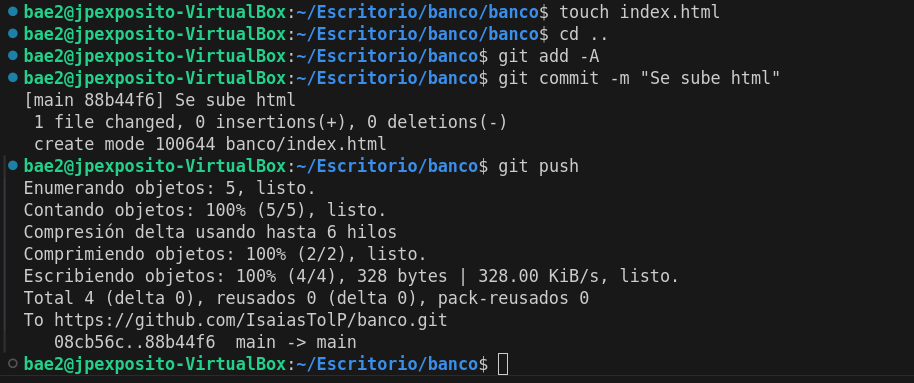 bae2@jpexposito-VirtualBox:~/Escritorio/banco/banco$ touch index.html
bae2@jpexposito-VirtualBox:~/Escritorio/banco/banco$ cd ..
bae2@jpexposito-VirtualBox:~/Escritorio/banco$ git add -A
bae2@jpexposito-VirtualBox:~/Escritorio/banco$ git commit -m "Se sube html"
[main 88b44f6] Se sube html
 1 file changed, 0 insertions(+), 0 deletions(-)
 create mode 100644 banco/index.html
bae2@jpexposito-VirtualBox:~/Escritorio/banco$ git push
Enumerando objetos: 5, listo.
Contando objetos: 100% (5/5), listo.
Compresión delta usando hasta 6 hilos
Comprimiendo objetos: 100% (2/2), listo.
Escribiendo objetos: 100% (4/4), 328 bytes | 328.00 KiB/s, listo.
Total 4 (delta 0), reusados 0 (delta 0), pack-reusados 0
To https://github.com/IsaiasTolP/banco.git
   08cb56c..88b44f6  main -> main
bae2@jpexposito-VirtualBox:~/Escritorio/banco$